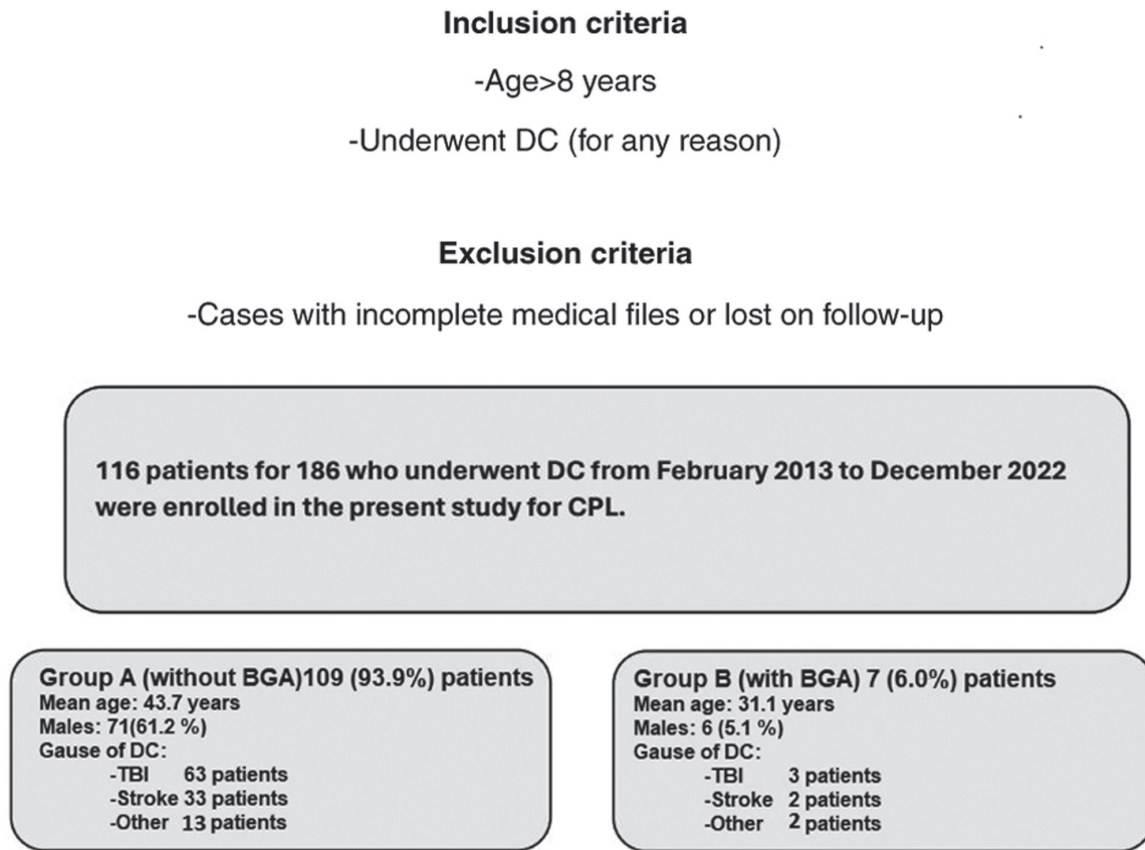 Inclusion criteria
-Age>8 years
-Underwent DC (for any reason)
Exclusion criteria
-Cases with incomplete medical files or lost on follow-up
116 patients for 186 who underwent DC from February 2013 to December 2022
were enrolled in the present study for CPL.
Group A (without BGA)109 (93.9%) patients
Mean age: 43.7 years
Males: 71(61.2 %)
Gause of DC:
-TBI 63 patients
-Stroke 33 patients
-Other 13 patients
Group B (with BGA) 7 (6.0%) patients
Mean age: 31.1 years
Males: 6 (5.1 %)
Gause of DC:
-TBI 3 patients
-Stroke 2 patients
-Other 2 patients